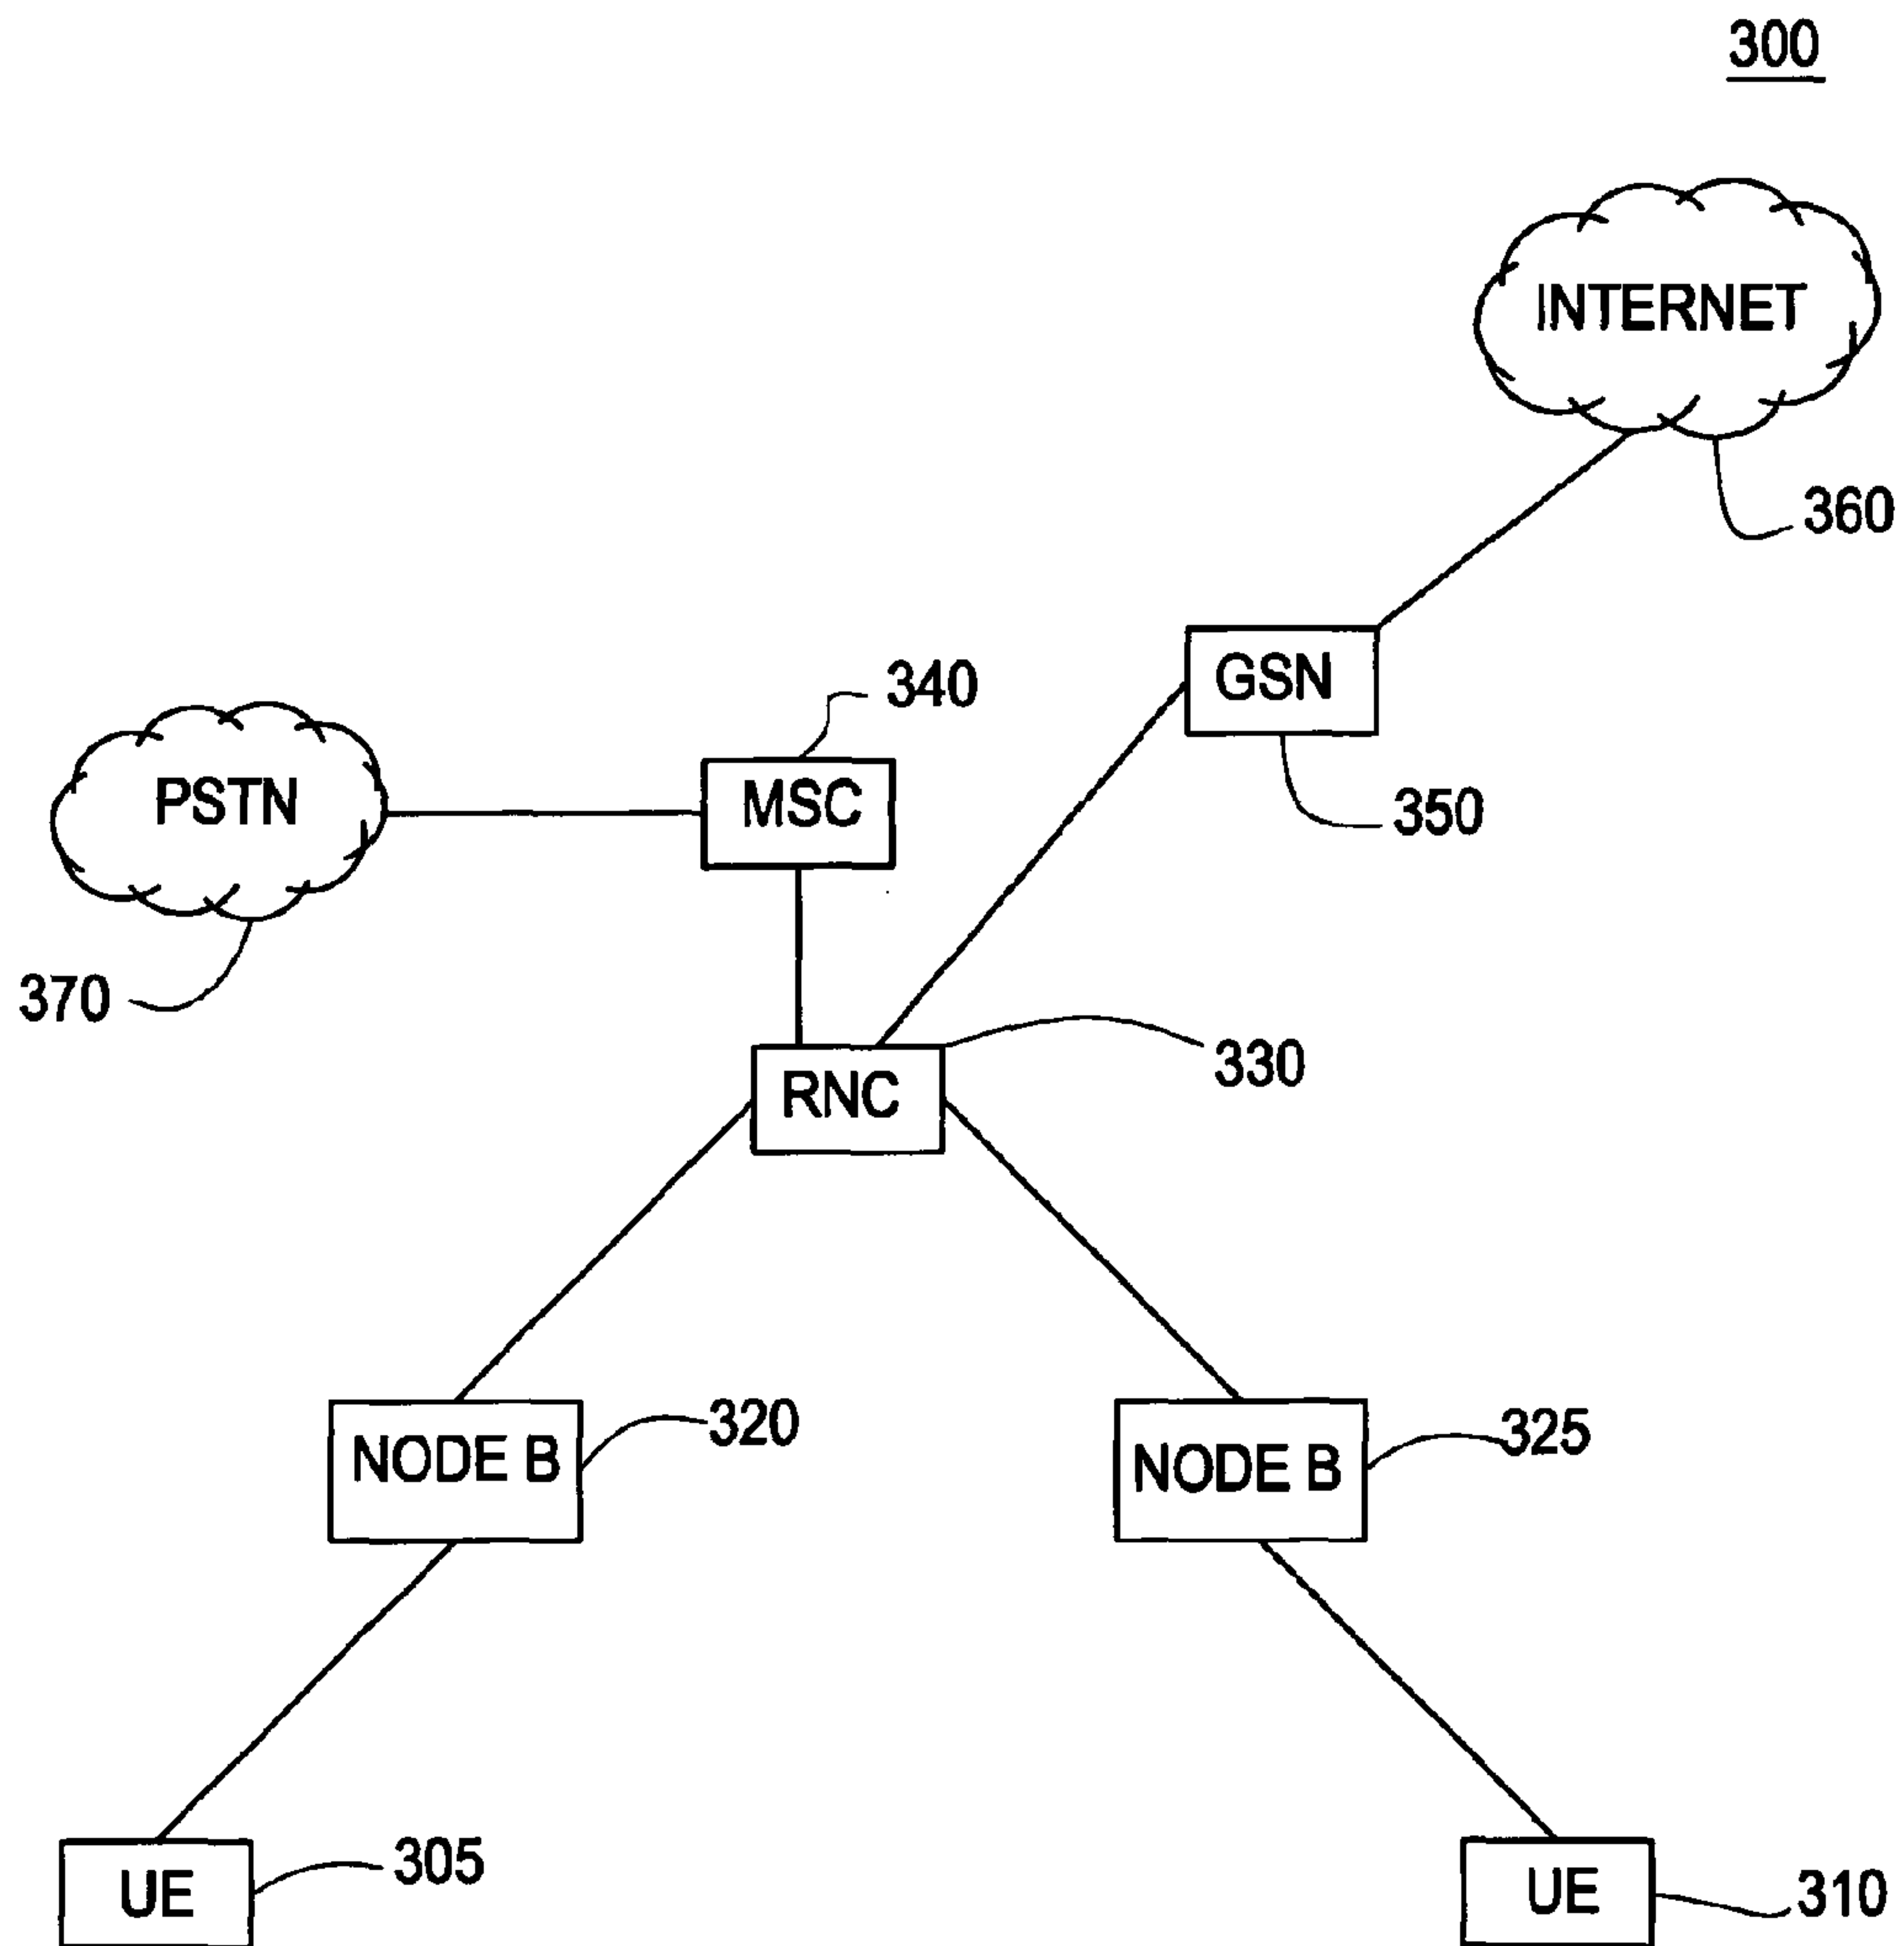 300
INTERNET
360
GSN
340
350
PSTN
MSC
370
330
RNC
320
325
NODE B
NODE B
305
UE
UE
310